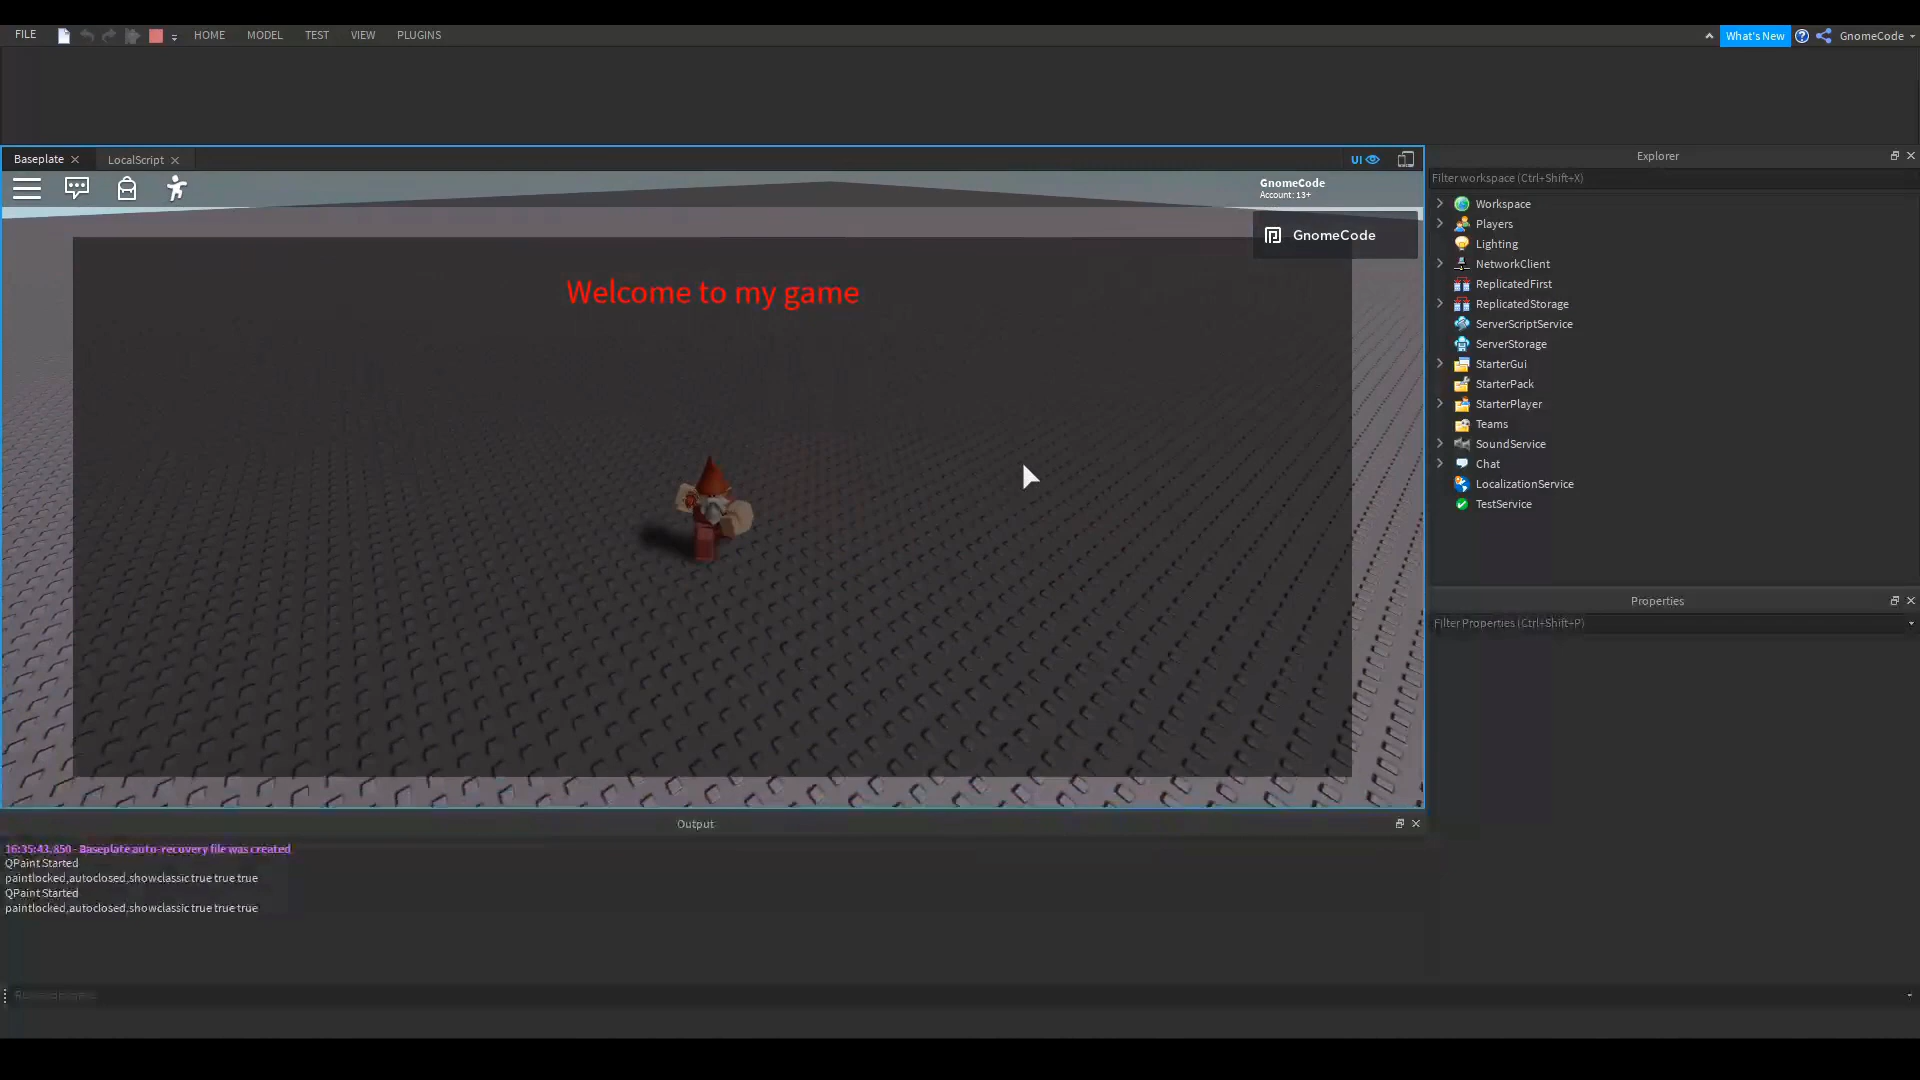 FILE
HOME
MODEL
TEST
VIEW
PLUGINS
What's New
GnomeCode
Baseplate
LocalScript
UI
Explorer
Filter workspace (Ctrl+Shift+X)
GnomeCode
Account: 13+
GnomeCode
Welcome to my game
Workspace
Players
Lighting
NetworkClient
ReplicatedFirst
ReplicatedStorage
ServerScriptService
ServerStorage
StarterGui
StarterPack
StarterPlayer
Teams
SoundService
Chat
LocalizationService
TestService
Properties
Filter Properties (Ctrl+Shift+P)
Output
16:35:43.850 - Baseplate auto-recovery file was created
QPaint Started
paintlocked,autoclosed,showclassic true true true
QPaint Started
paintlocked,autoclosed,showclassic true true true